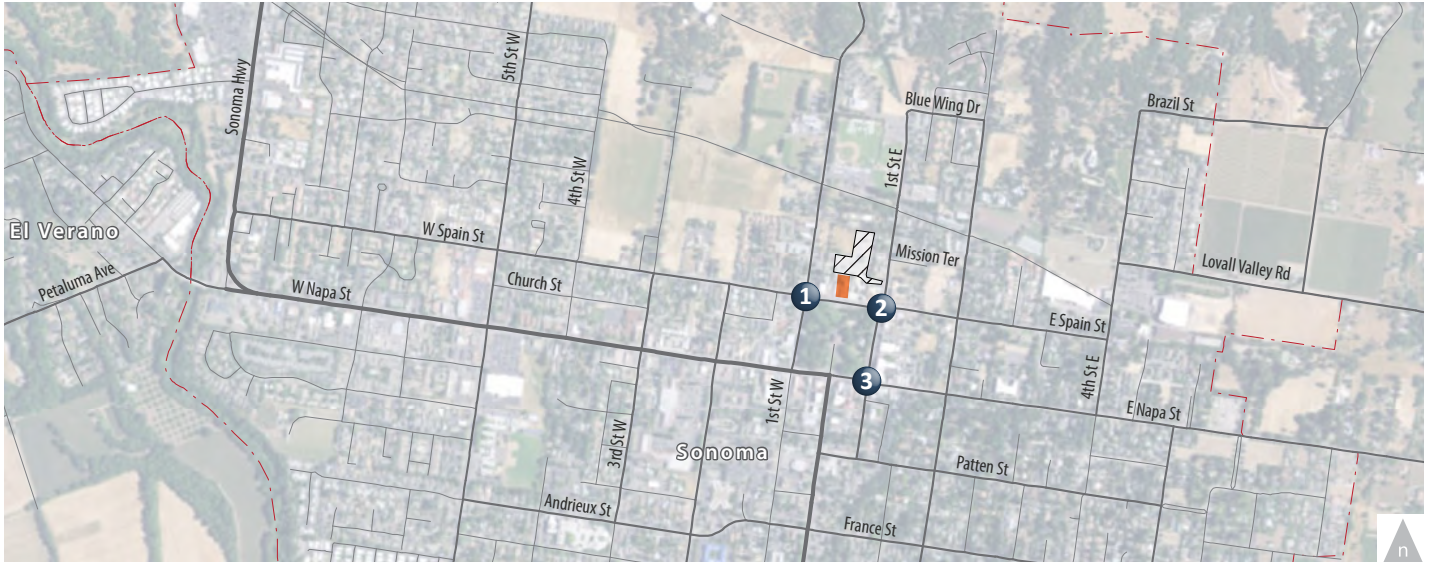 5th St W
Sonoma Hwy
Blue Wing Dr
Brazil St
1st St E
4th St W
W Spain St
El Verano
Mission Ter
Lovall Valley Rd
Petaluma Ave
W Napa St
Church St
1
2
E Spain St
3
4th St E
1st St W
E Napa St
3rd St W
Sonoma
Patten St
Andrieux St
France St
n